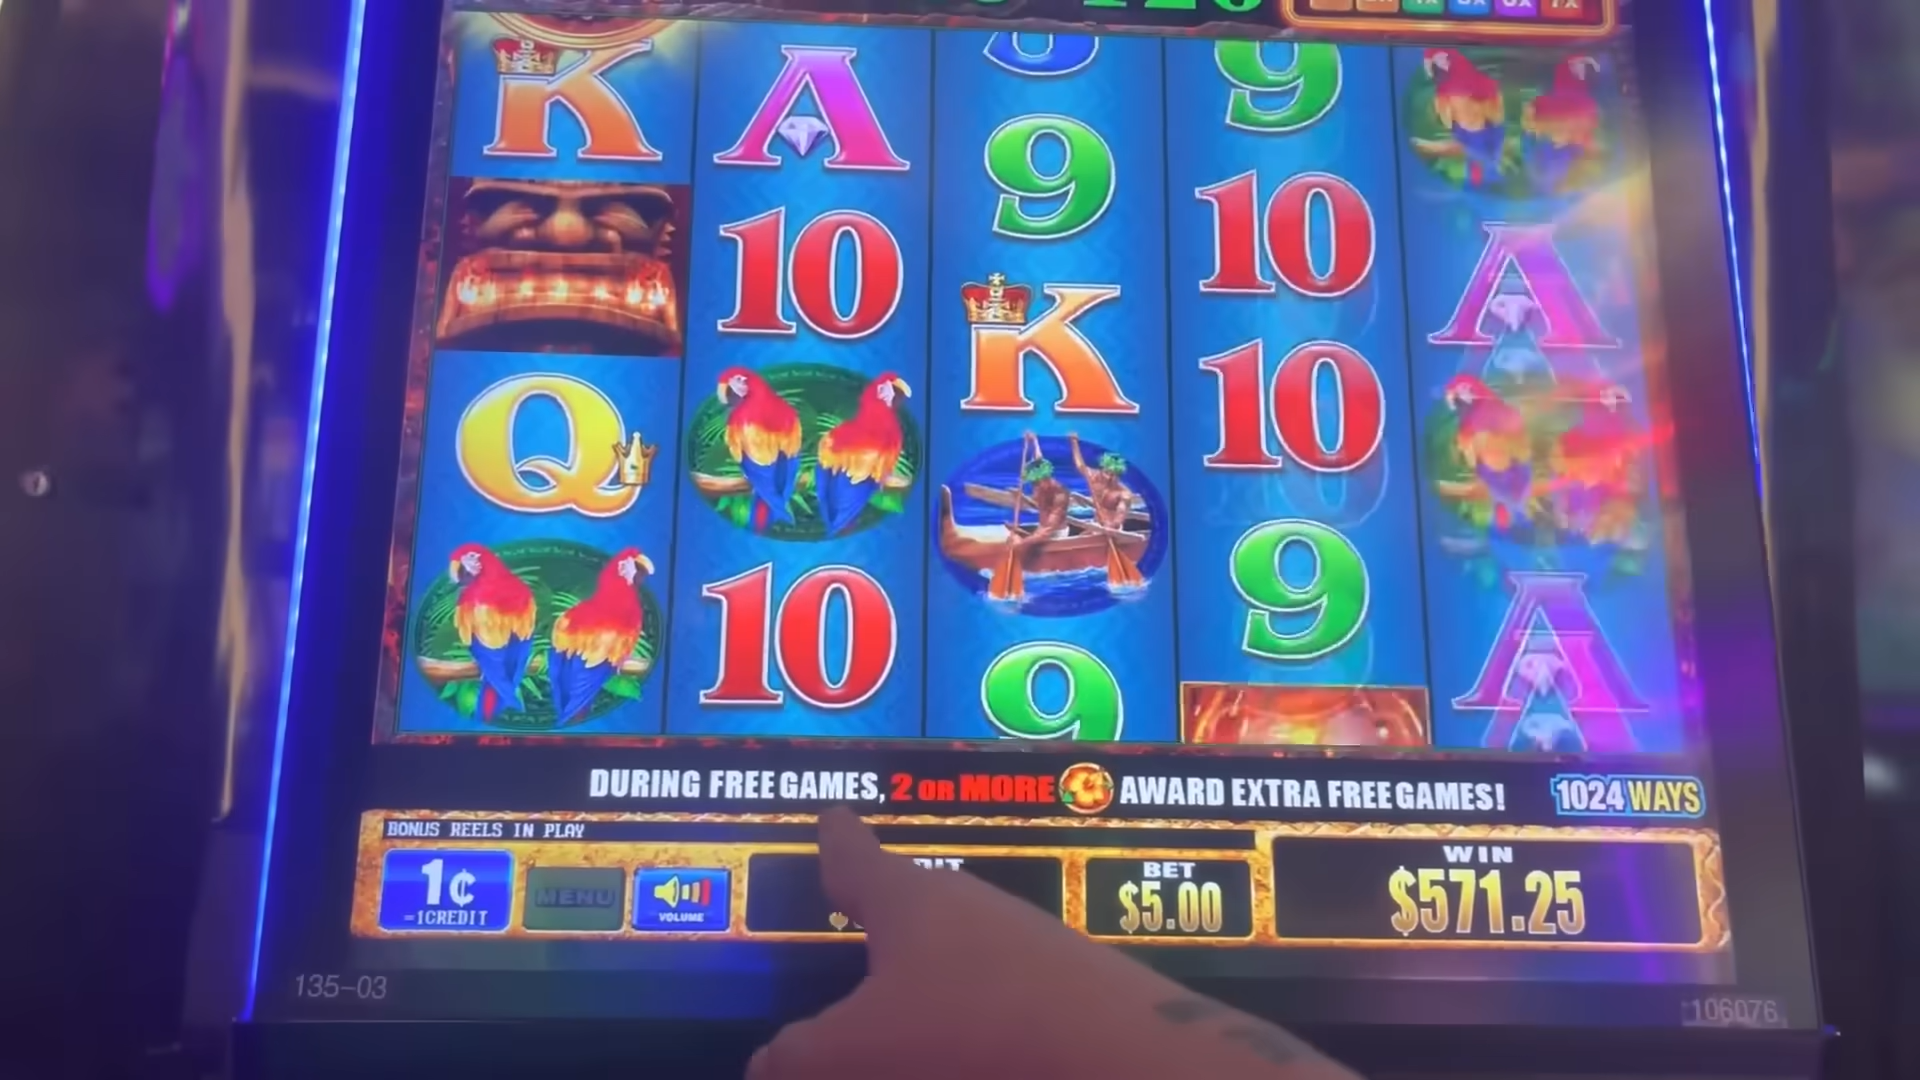 K A 9
A 9 10
10 K 10 A
Q
10 9 9 A
DURING FREE GAMES, 2 OR MORE AWARD EXTRA FREE GAMES! 1024 WAYS
BONUS REELS IN PLAY
1¢
=1CREDIT
MENU
VOLUME
BET
$5.00
WIN
$571.25
135-03
106076